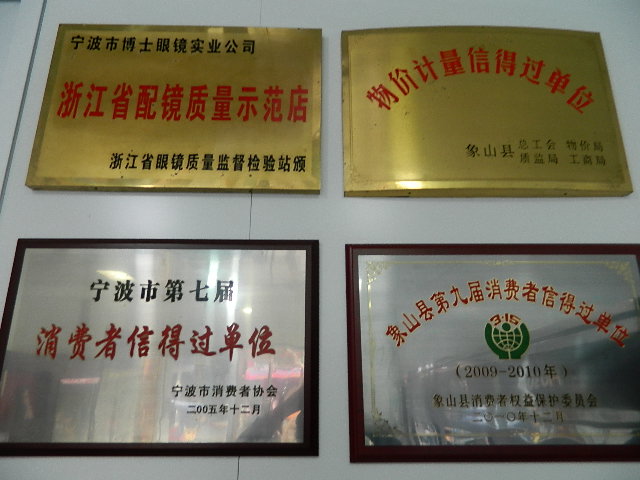 宁波市博士眼镜实业公司
浙江省配镜质量示范店
浙江省眼镜质量监督检验站颁
物价计量信得过单位
象山县 总工会 物价局
质监局 工商局
宁波市第七届
消费者信得过单位
宁波市消费者协会
二00五年十二月
象山县第九届消费者信得过单位
315
(2009-2010年)
象山县消费者权益保护委员会
二〇一〇年十二月